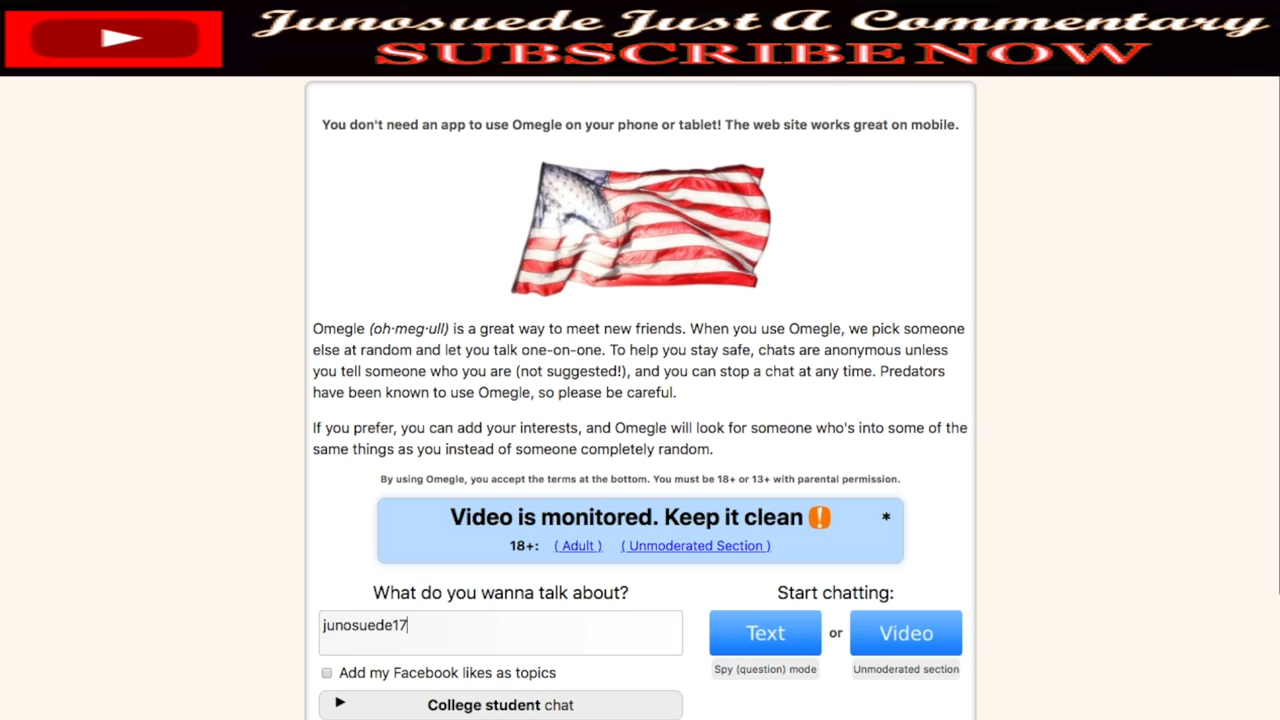 Junosuede Just A Commentary
SUBSCRIBE NOW
You don't need an app to use Omegle on your phone or tablet! The web site works great on mobile.
Omegle (oh·meg·ull) is a great way to meet new friends. When you use Omegle, we pick someone
else at random and let you talk one-on-one. To help you stay safe, chats are anonymous unless
you tell someone who you are (not suggested!), and you can stop a chat at any time. Predators
have been known to use Omegle, so please be careful.
If you prefer, you can add your interests, and Omegle will look for someone who's into some of the
same things as you instead of someone completely random.
By using Omegle, you accept the terms at the bottom. You must be 18+ or 13+ with parental permission.
Video is monitored. Keep it clean ! *
18+: ( Adult ) ( Unmoderated Section )
What do you wanna talk about?
junosuede17
Add my Facebook likes as topics
College student chat
Start chatting:
Text or Video
Spy (question) mode Unmoderated section